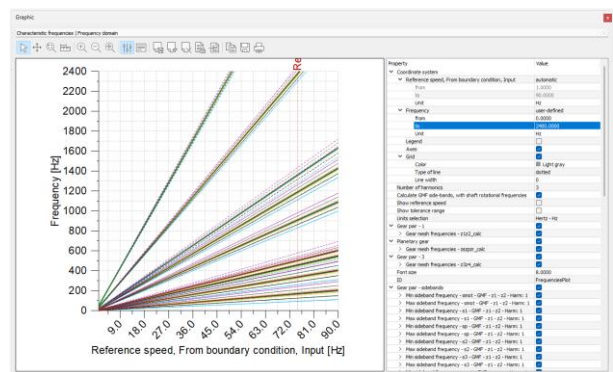 Graphic
Characteristic frequencies | Frequency domain
Re
2400
2200
2000
1800
1600
1400
1200
1000
800
600
400
200
0
Frequency [Hz]
9.0 18.0 27.0 36.0 45.0 54.0 63.0 72.0 81.0 90.0
Reference speed, From boundary condition, Input [Hz]
Property Value
Coordinate system
Reference speed, From boundary condition, Input automatic
from 1.0000
to 90.0000
Unit Hz
Frequency user-defined
from 0.0000
to 2400.0000
Unit Hz
Legend
Axes
Grid
Color Light gray
Type of line dotted
Line width 0
Number of harmonics 3
Calculate GMF side-bands, with shaft rotational frequencies
Show reference speed
Show tolerance range
Units selection Hertz - Hz
Gear pair - 1
Gear mesh frequencies - z1z2_calc
Planetary gear
Gear mesh frequencies -
Gear pair - 3
Gear mesh frequencies - z3z4_calc
Font size 8.0000
ID FrequenciesPlot
Gear pair - sidebands
Min sideband frequency - smot - GMF - z1 - z2 - Harm: 1
Max sideband frequency - smot - GMF - z1 - z2 - Harm: 1
Min sideband frequency - s1 - GMF - z1 - z2 - Harm: 1
Max sideband frequency - s1 - GMF - z1 - z2 - Harm: 1
Min sideband frequency - sp - GMF - z1 - z2 - Harm: 1
Max sideband frequency - sp - GMF - z1 - z2 - Harm: 1
Min sideband frequency - s2 - GMF - z1 - z2 - Harm: 1
Max sideband frequency - s2 - GMF - z1 - z2 - Harm: 1
Min sideband frequency - s3 - GMF - z1 - z2 - Harm: 1